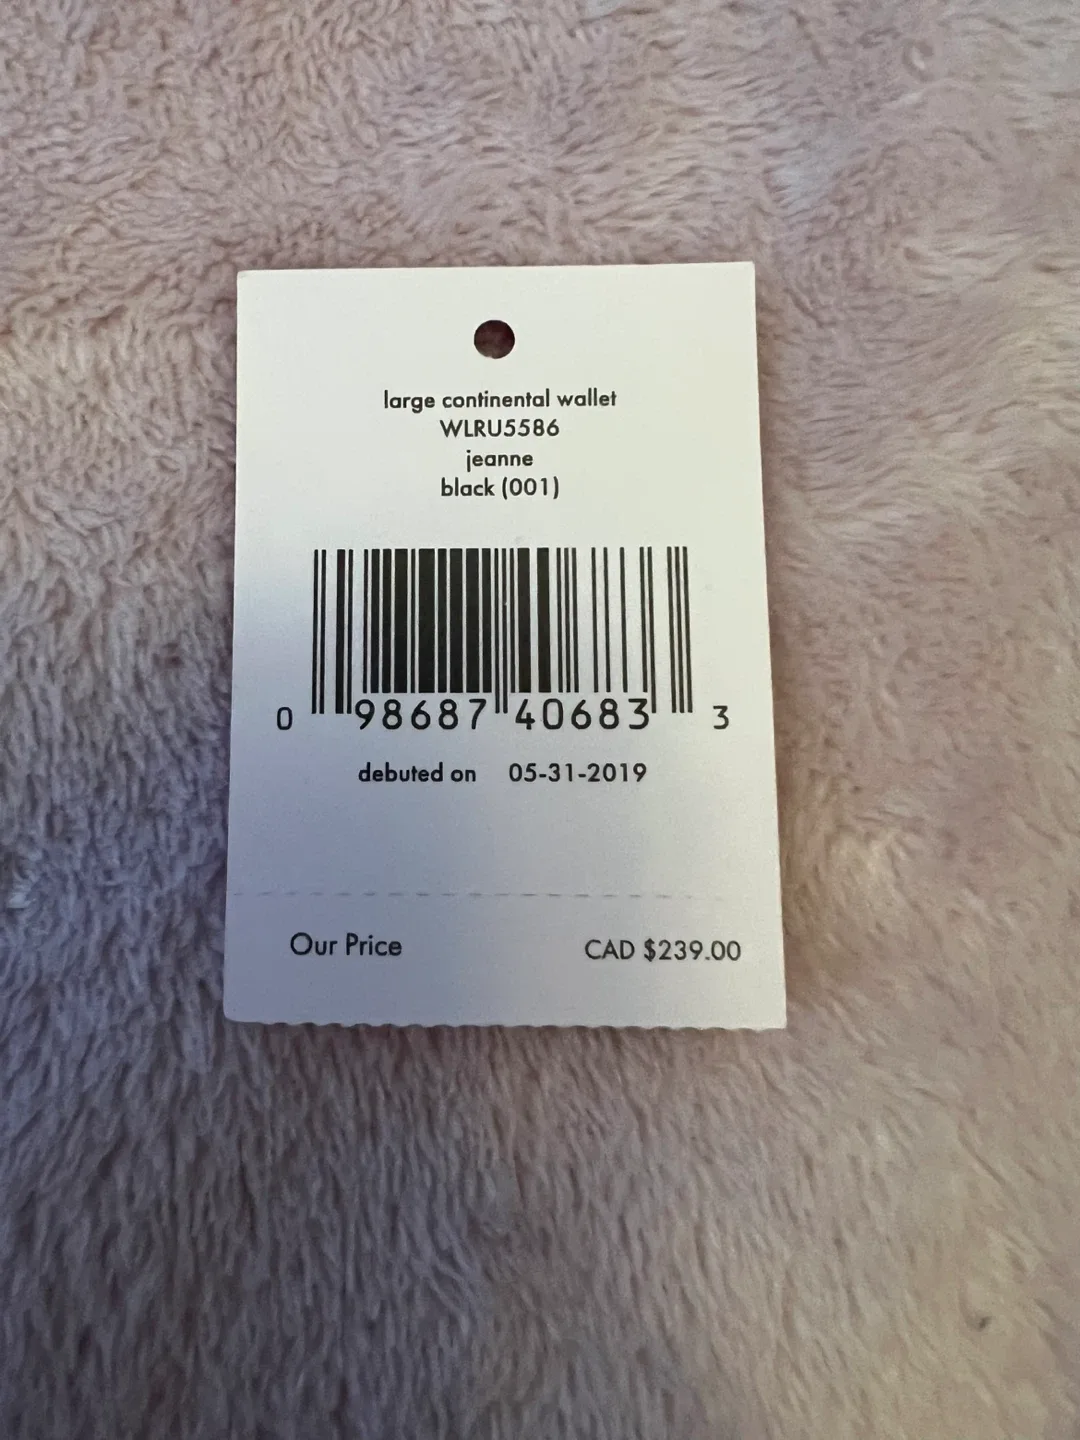 large continental wallet
WLRU5586
jeanne
black (001)
0 98687 40683 3
debuted on 05-31-2019
Our Price CAD $239.00